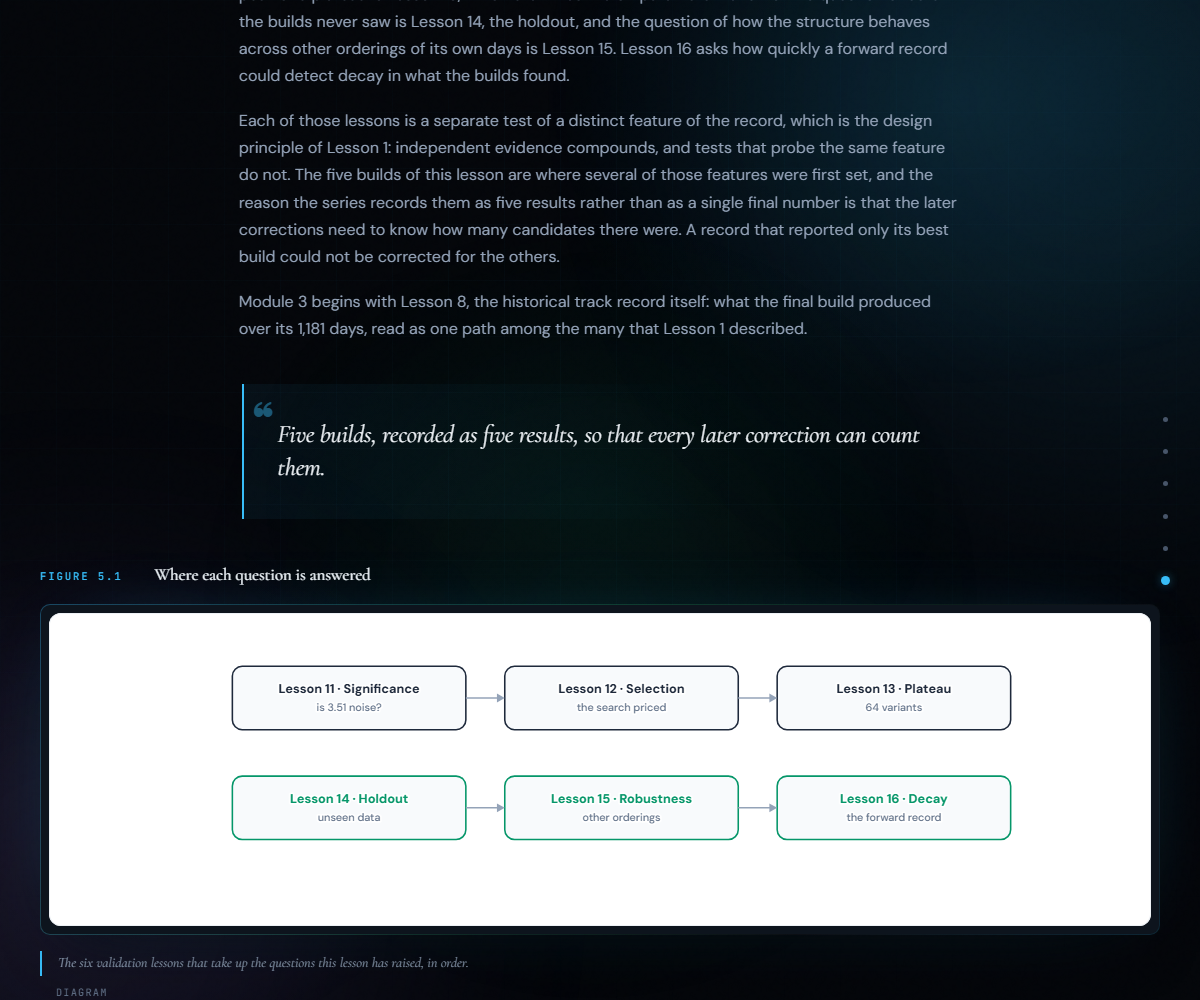 the builds never saw is Lesson 14, the holdout, and the question of how the structure behaves
across other orderings of its own days is Lesson 15. Lesson 16 asks how quickly a forward record
could detect decay in what the builds found.
Each of those lessons is a separate test of a distinct feature of the record, which is the design
principle of Lesson 1: independent evidence compounds, and tests that probe the same feature
do not. The five builds of this lesson are where several of those features were first set, and the
reason the series records them as five results rather than as a single final number is that the later
corrections need to know how many candidates there were. A record that reported only its best
build could not be corrected for the others.
Module 3 begins with Lesson 8, the historical track record itself: what the final build produced
over its 1,181 days, read as one path among the many that Lesson 1 described.
❝
Five builds, recorded as five results, so that every later correction can count
them.
FIGURE 5.1 Where each question is answered
Lesson 11 · Significance
is 3.51 noise?
Lesson 12 · Selection
the search priced
Lesson 13 · Plateau
64 variants
Lesson 14 · Holdout
unseen data
Lesson 15 · Robustness
other orderings
Lesson 16 · Decay
the forward record
The six validation lessons that take up the questions this lesson has raised, in order.
DIAGRAM